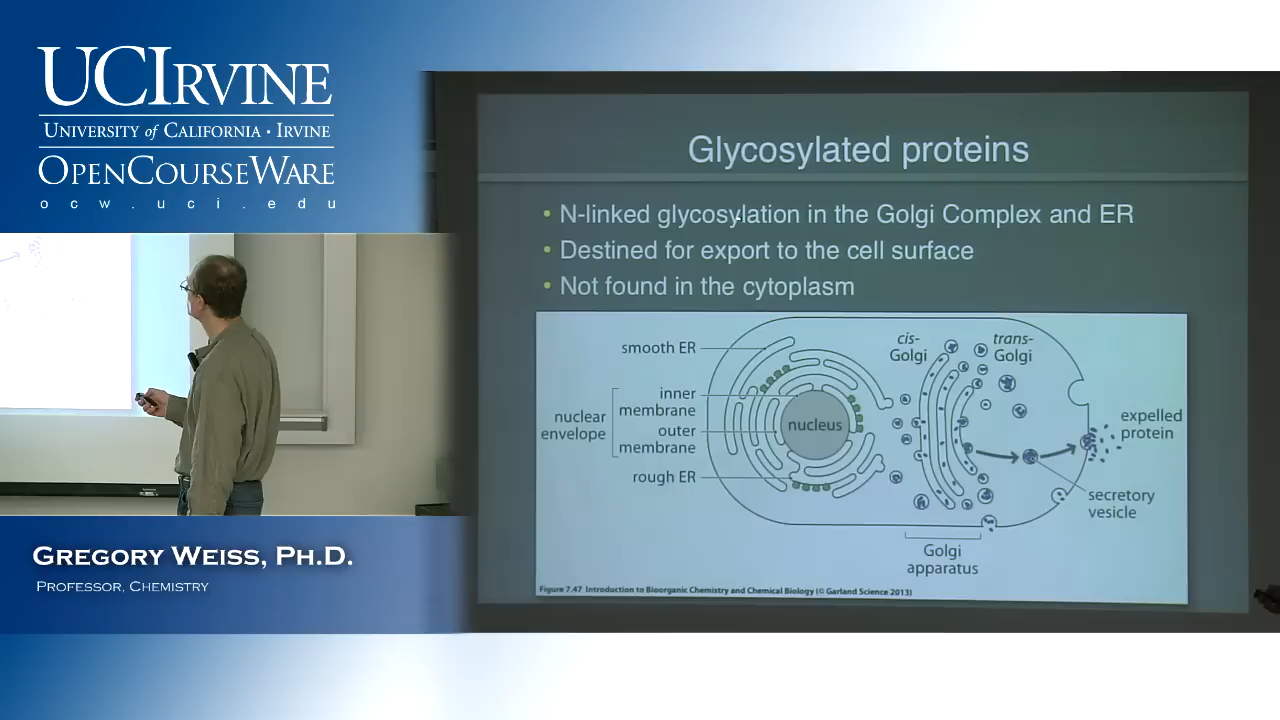 UCIRVINE
UNIVERSITY of CALIFORNIA · IRVINE
OPENCOURSEWARE
ocw.uci.edu
GREGORY WEISS, PH.D.
PROFESSOR, CHEMISTRY
Glycosylated proteins
• N-linked glycosylation in the Golgi Complex and ER
• Destined for export to the cell surface
• Not found in the cytoplasm
smooth ER
nuclear
envelope
inner
membrane
outer
membrane
rough ER
nucleus
cis-
Golgi
trans-
Golgi
expelled
protein
secretory
vesicle
Golgi
apparatus
Figure 7.47 Introduction to Bioorganic Chemistry and Chemical Biology (© Garland Science 2013)